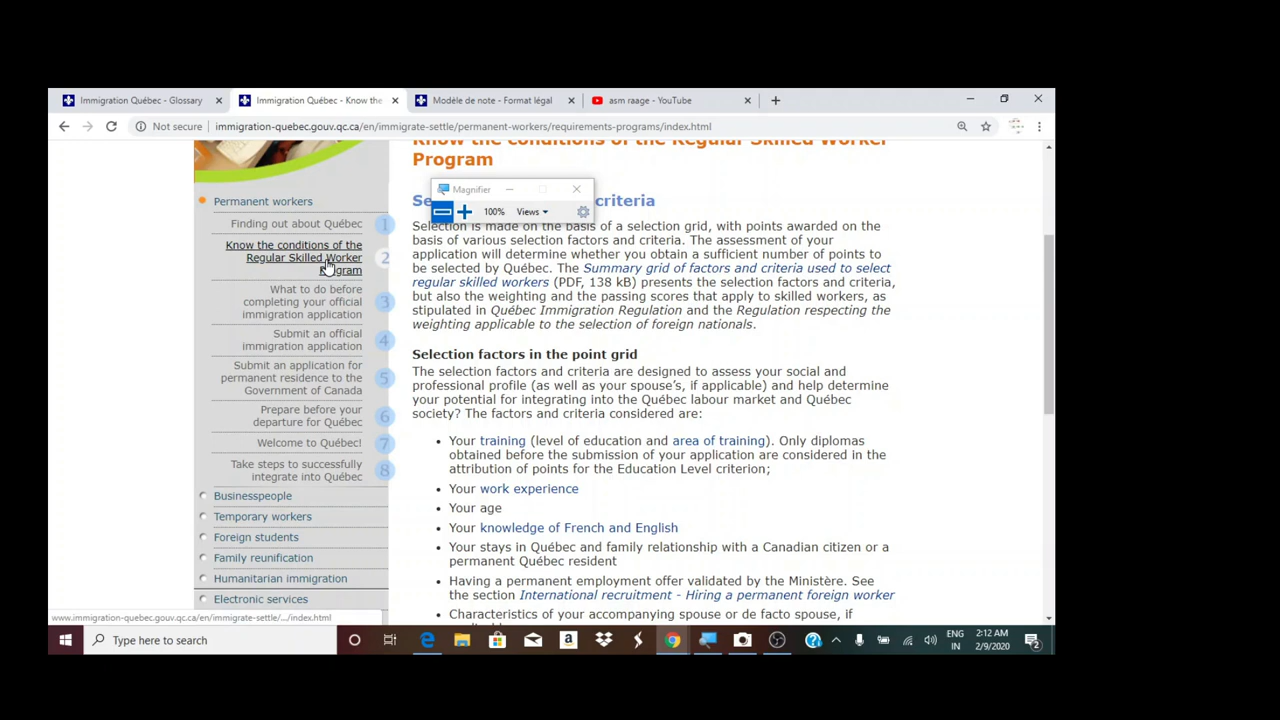 Immigration Québec - Glossary
Immigration Québec - Know the
Modèle de note - Format légal
asm raage - YouTube
Not secure
immigration-quebec.gouv.qc.ca/en/immigrate-settle/permanent-workers/requirements-programs/index.html
Know the conditions of the Regular Skilled Worker
Program
Magnifier
100%
Views
Permanent workers
Finding out about Québec
1
Know the conditions of the
Regular Skilled Worker
Program
2
What to do before
completing your official
immigration application
3
Submit an official
immigration application
4
Submit an application for
permanent residence to the
Government of Canada
5
Prepare before your
departure for Québec
6
Welcome to Québec!
7
Take steps to successfully
integrate into Québec
8
Businesspeople
Temporary workers
Foreign students
Family reunification
Humanitarian immigration
Electronic services
criteria
Selection is made on the basis of a selection grid, with points awarded on the
basis of various selection factors and criteria. The assessment of your
application will determine whether you obtain a sufficient number of points to
be selected by Québec. The Summary grid of factors and criteria used to select
regular skilled workers (PDF, 138 kB) presents the selection factors and criteria,
but also the weighting and the passing scores that apply to skilled workers, as
stipulated in Québec Immigration Regulation and the Regulation respecting the
weighting applicable to the selection of foreign nationals.
Selection factors in the point grid
The selection factors and criteria are designed to assess your social and
professional profile (as well as your spouse's, if applicable) and help determine
your potential for integrating into the Québec labour market and Québec
society? The factors and criteria considered are:
• Your training (level of education and area of training). Only diplomas
obtained before the submission of your application are considered in the
attribution of points for the Education Level criterion;
• Your work experience
• Your age
• Your knowledge of French and English
• Your stays in Québec and family relationship with a Canadian citizen or a
permanent Québec resident
• Having a permanent employment offer validated by the Ministère. See
the section International recruitment - Hiring a permanent foreign worker
• Characteristics of your accompanying spouse or de facto spouse, if
www.immigration-quebec.gouv.qc.ca/en/immigrate-settle/.../index.html
Type here to search
ENG
IN
2:12 AM
2/9/2020
2